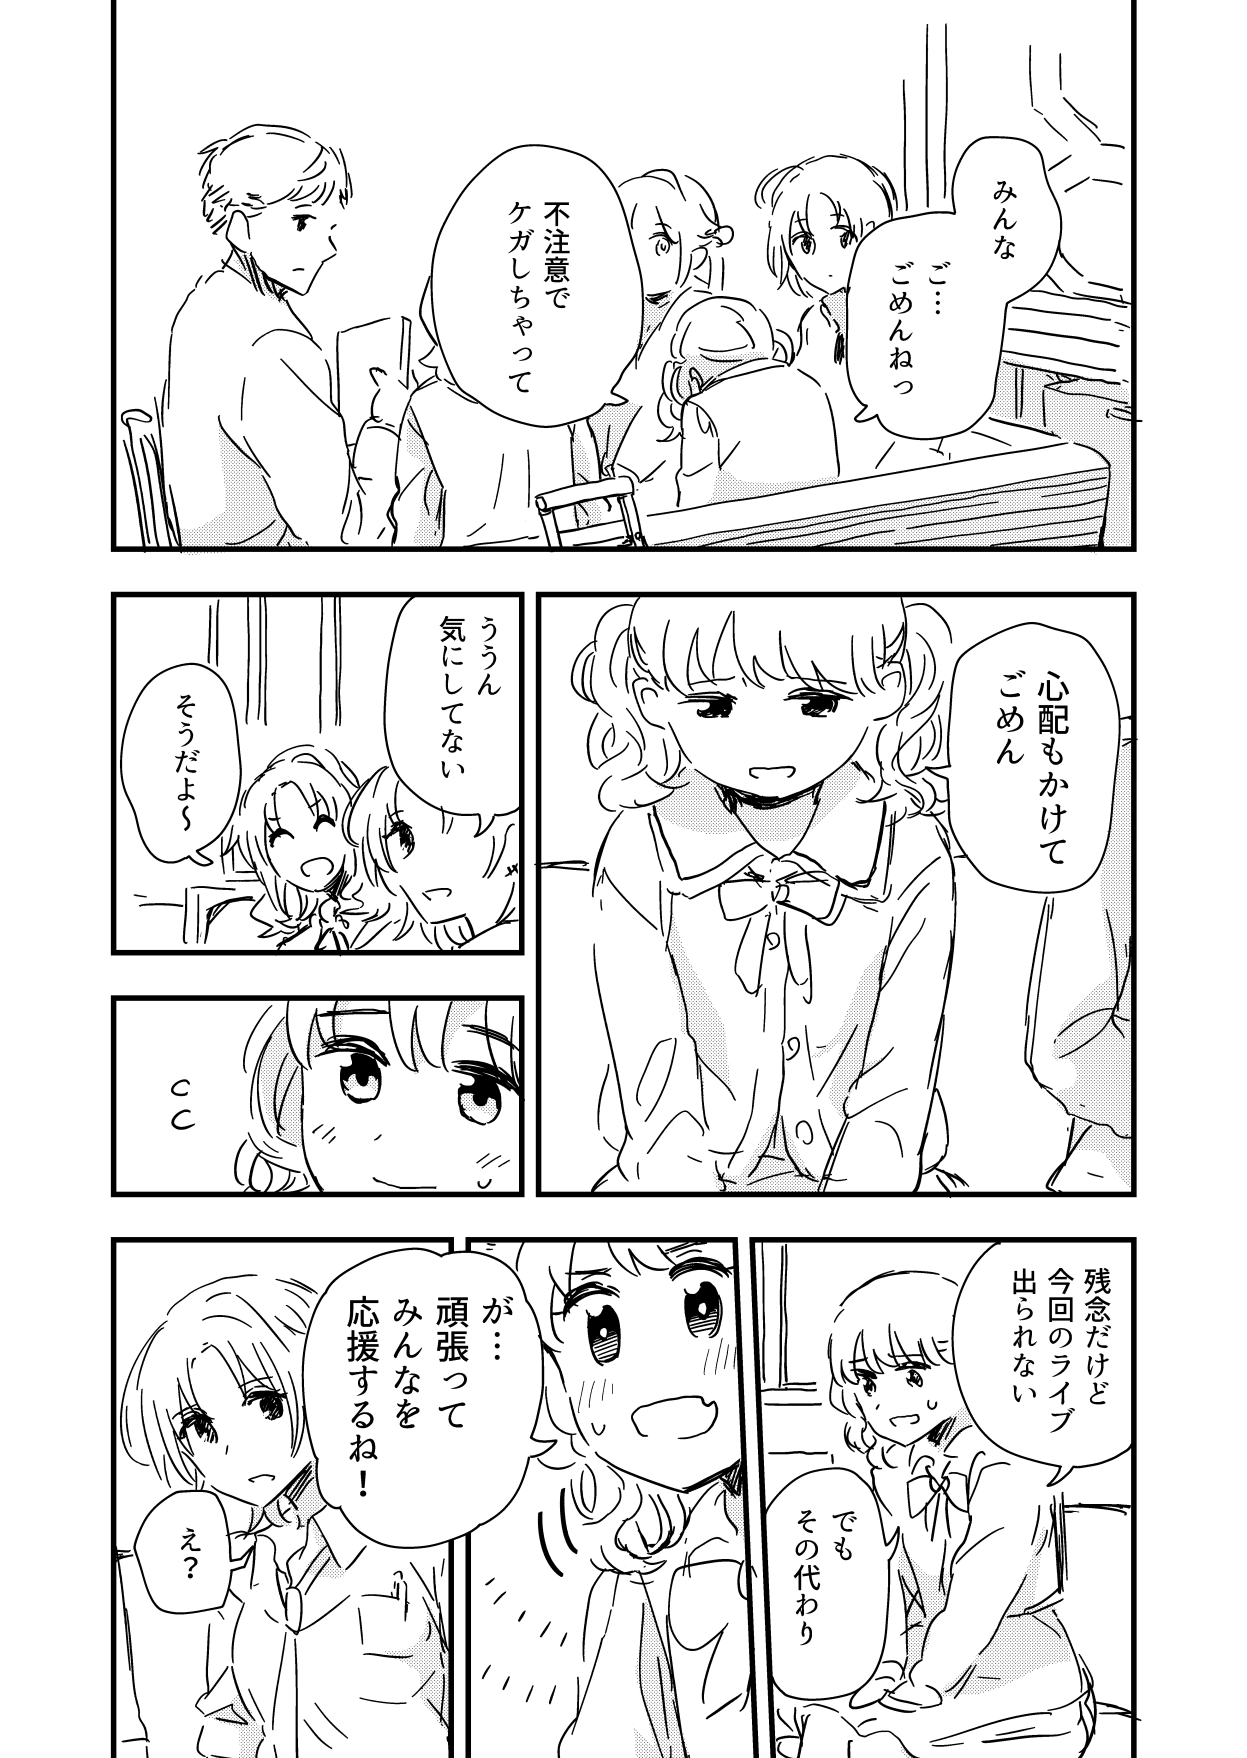 みんな
ご…
ごめんねっ
不注意で
ケガしちゃって
心配もかけて
ごめん
ううん
気にしてない
そうだよ～
残念だけど
今回のライブ
出られない
でも
その代わり
が…
頑張って
みんなを
応援するね！
え？